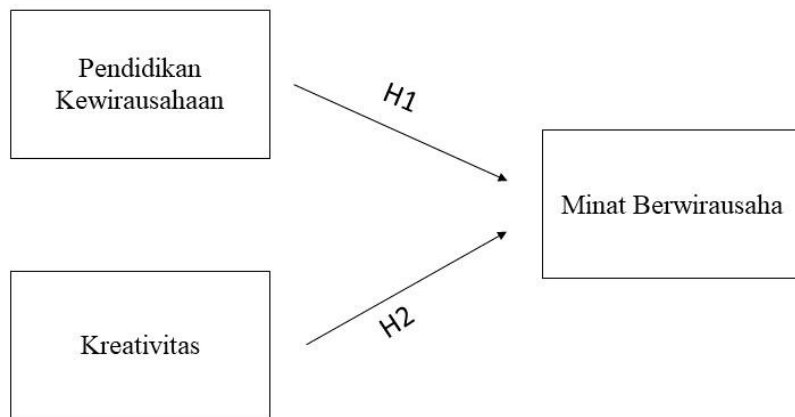 Pendidikan
Kewirausahaan
H1
Minat Berwirausaha
H2
Kreativitas